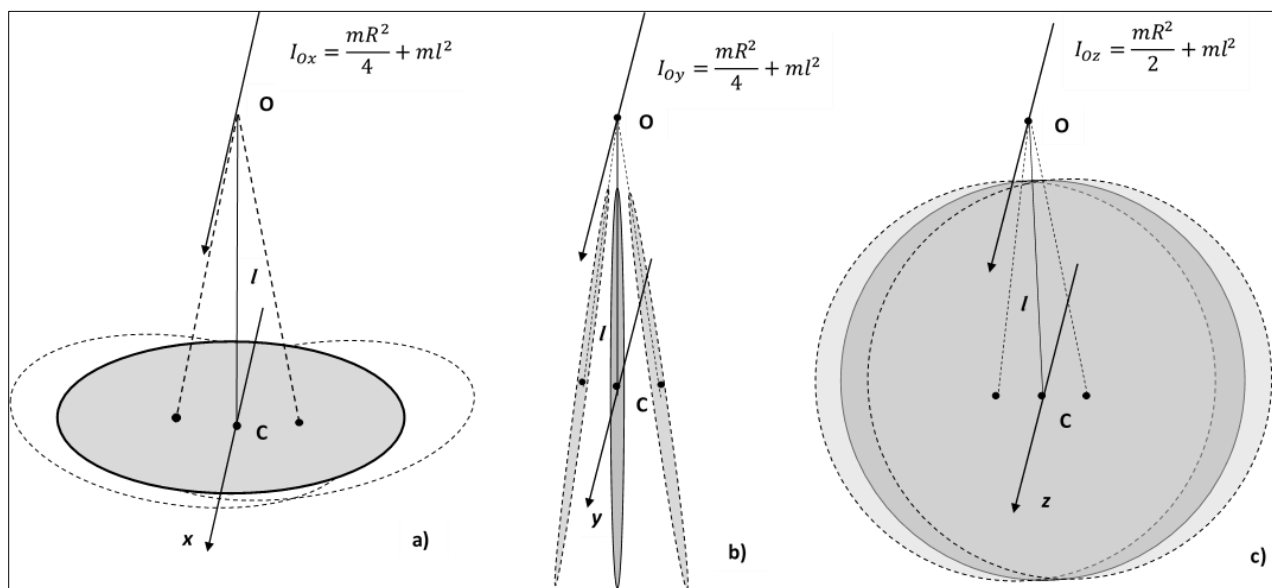 I_{Ox} = \frac{mR^2}{4} + ml^2
O
l
C
x
a)
I_{Oy} = \frac{mR^2}{4} + ml^2
O
l
C
y
b)
I_{Oz} = \frac{mR^2}{2} + ml^2
O
l
C
z
c)